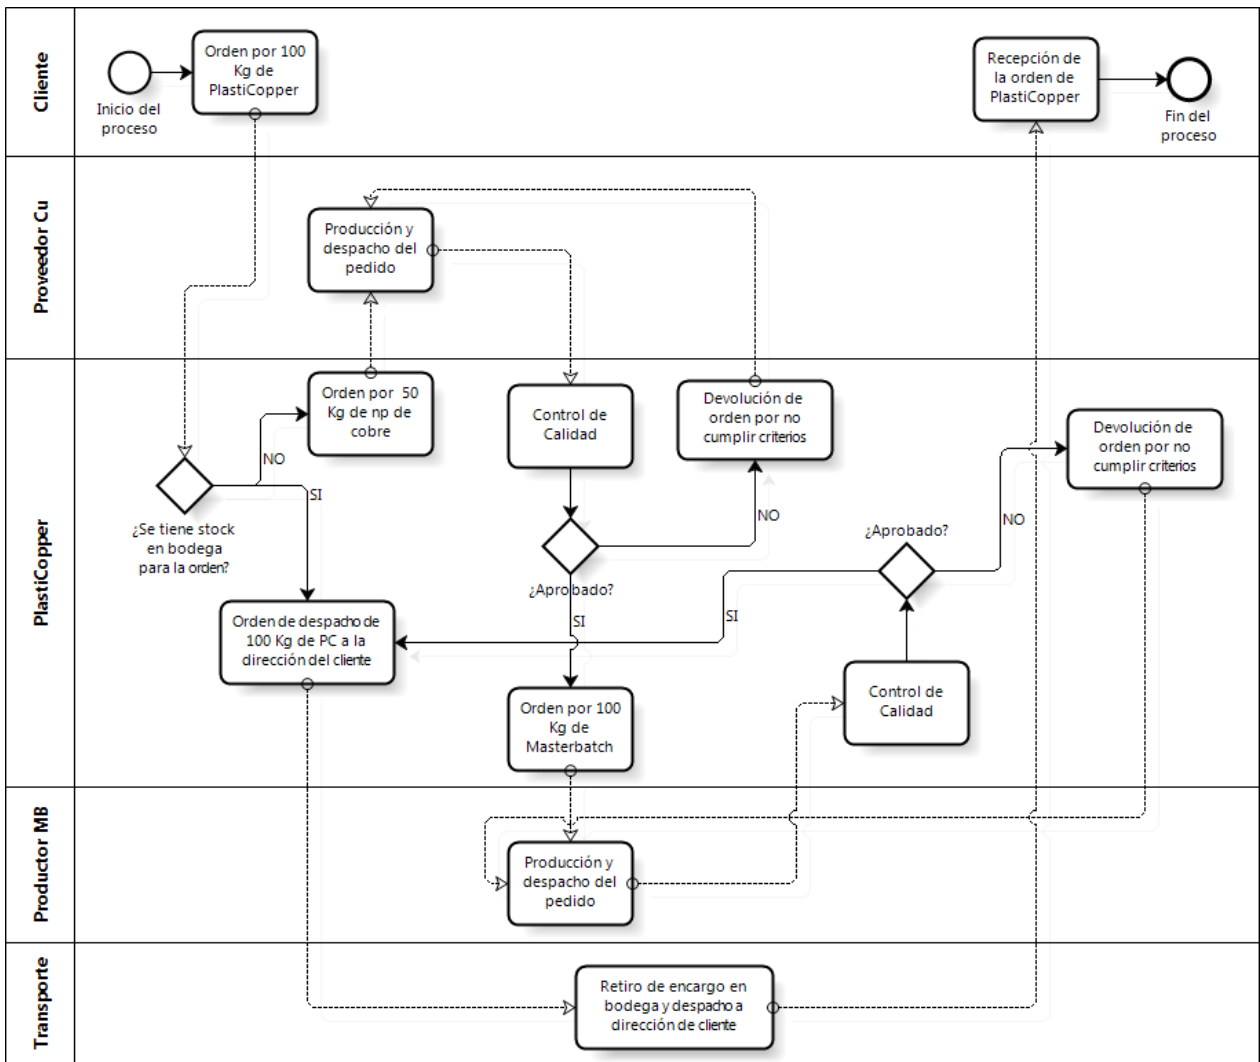 Cliente
Inicio del
proceso
Orden por 100
Kg de
PlastiCopper
Recepción de
la orden de
PlastiCopper
Fin del
proceso
Proveedor Cu
Producción y
despacho del
pedido
PlastiCopper
¿Se tiene stock
en bodega
para la orden?
NO
SI
Orden por 50
Kg de np de
cobre
Control de
Calidad
¿Aprobado?
NO
SI
Devolución de
orden por no
cumplir criterios
Orden de despacho de
100 Kg de PC a la
dirección del cliente
Orden por 100
Kg de
Masterbatch
Control de
Calidad
¿Aprobado?
SI
NO
Devolución de
orden por no
cumplir criterios
Productor MB
Producción y
despacho del
pedido
Transporte
Retiro de encargo en
bodega y despacho a
dirección de cliente